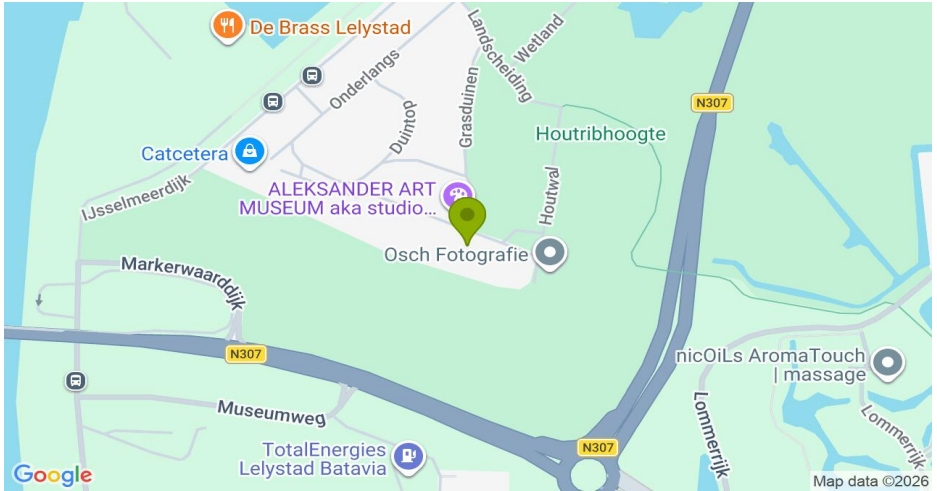 De Brass Lelystad
Landscheiding
Wetland
Onderlangs
Grasduinen
Duintop
N307
Houtribhoogte
Catcetera
IJsselmeerdijk
ALEKSANDER ART
MUSEUM aka studio...
Houtwal
Osch Fotografie
Markerwaarddijk
N307
nicOiLs AromaTouch
| massage
Museumweg
Lommerrijk
Lommerrijk
TotalEnergies
Lelystad Batavia
N307
Google
Map data ©2026